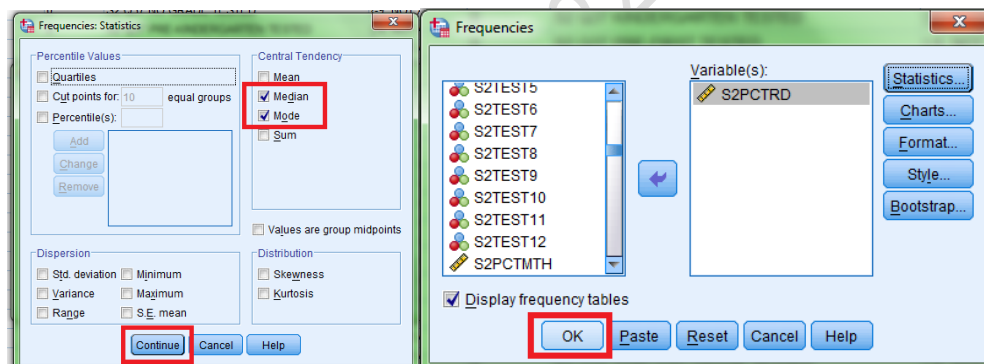 Frequencies: Statistics
Percentile Values
Quartiles
Cut points for: 10 equal groups
Percentile(s):
Add
Change
Remove
Central Tendency
Mean
Median
Mode
Sum
Values are group midpoints
Dispersion
Std. deviation Minimum
Variance Maximum
Range S.E. mean
Distribution
Skewness
Kurtosis
Continue Cancel Help
Frequencies
S2TEST5
S2TEST6
S2TEST7
S2TEST8
S2TEST9
S2TEST10
S2TEST11
S2TEST12
S2PCTMTH
Variable(s):
S2PCTRD
Statistics...
Charts...
Format...
Style...
Bootstrap...
Display frequency tables
OK Paste Reset Cancel Help